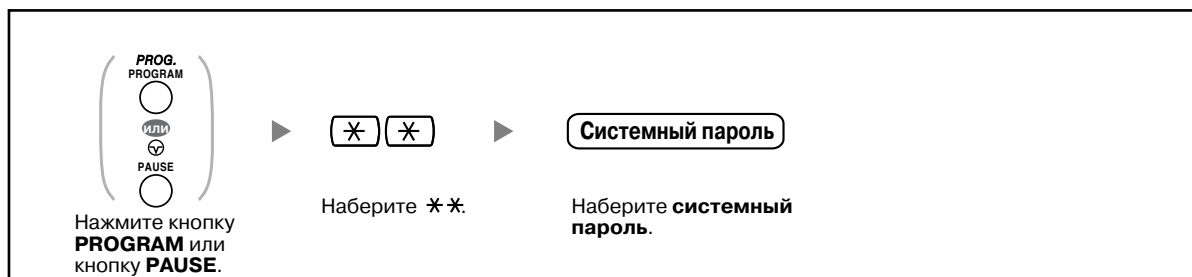 PROG.
PROGRAM
или
PAUSE
Нажмите кнопку
PROGRAM или
кнопку PAUSE.
✳✳
Наберите ✳✳.
Системный пароль
Наберите системный
пароль.